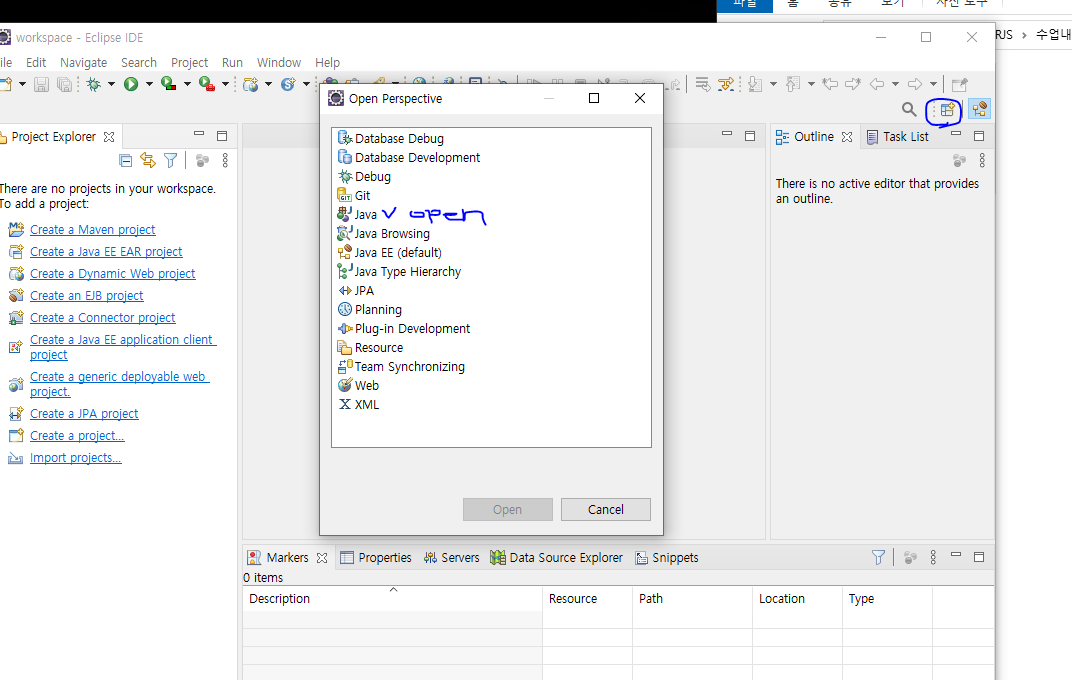 파일 홈 공유 보기 사진 도구
workspace - Eclipse IDE
RJS > 수업내
ile Edit Navigate Search Project Run Window Help
Project Explorer
There are no projects in your workspace.
To add a project:
Create a Maven project
Create a Java EE EAR project
Create a Dynamic Web project
Create an EJB project
Create a Connector project
Create a Java EE application client
project
Create a generic deployable web
project.
Create a JPA project
Create a project...
Import projects...
Open Perspective
Database Debug
Database Development
Debug
Git
Java v open
Java Browsing
Java EE (default)
Java Type Hierarchy
JPA
Planning
Plug-in Development
Resource
Team Synchronizing
Web
XML
Open Cancel
Outline Task List
There is no active editor that provides
an outline.
Markers Properties Servers Data Source Explorer Snippets
0 items
Description Resource Path Location Type